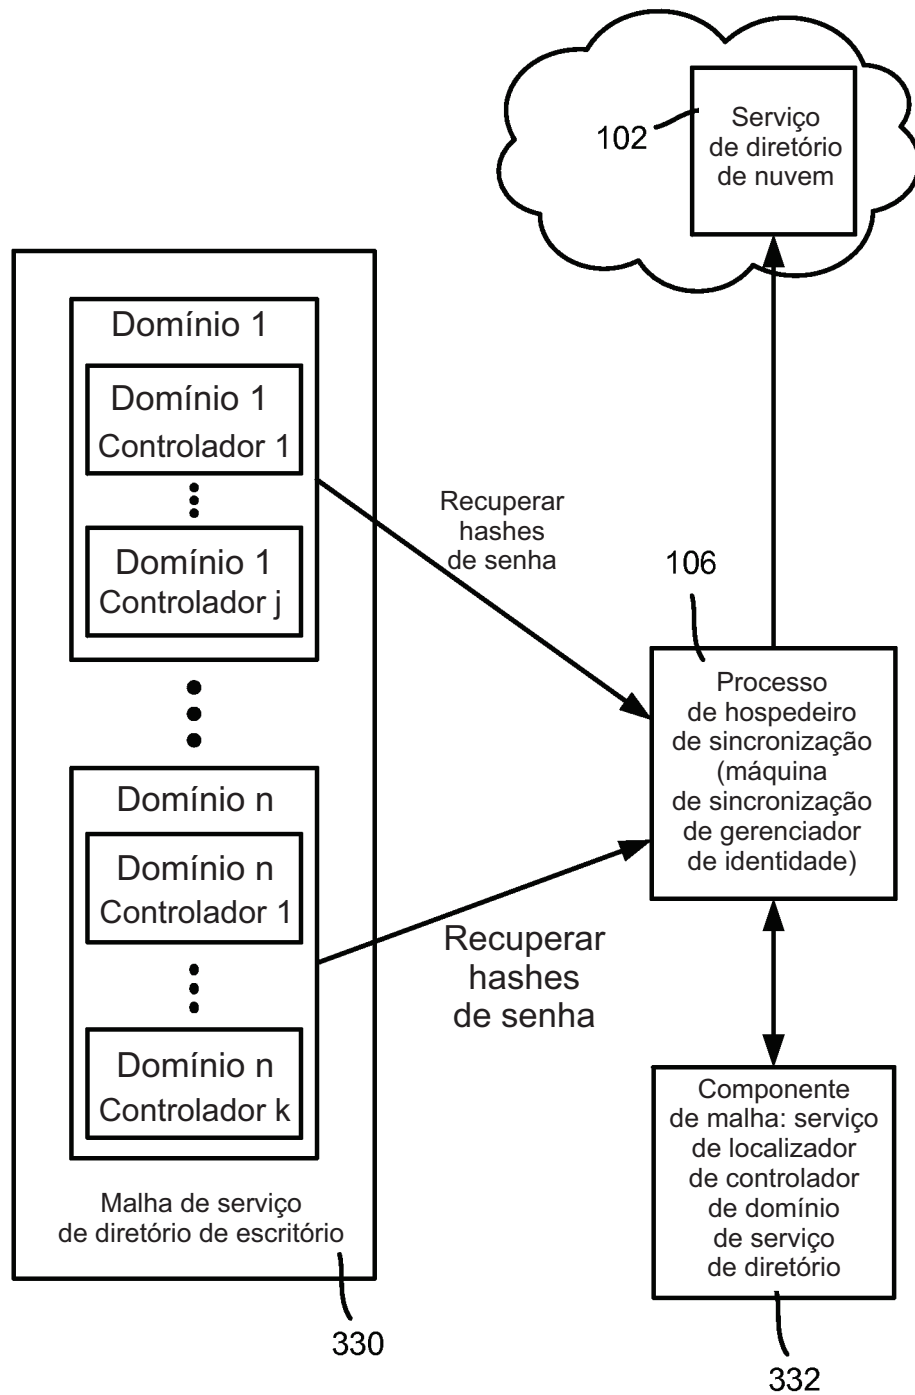 Serviço
de diretório
de nuvem
102
Domínio 1
Domínio 1
Controlador 1
Domínio 1
Controlador j
Domínio n
Domínio n
Controlador 1
Domínio n
Controlador k
Malha de serviço
de diretório de escritório
330
Recuperar
hashes
de senha
Recuperar
hashes
de senha
106
Processo
de hospedeiro
de sincronização
(máquina
de sincronização
de gerenciador
de identidade)
Componente
de malha: serviço
de localizador
de controlador
de domínio
de serviço
de diretório
332